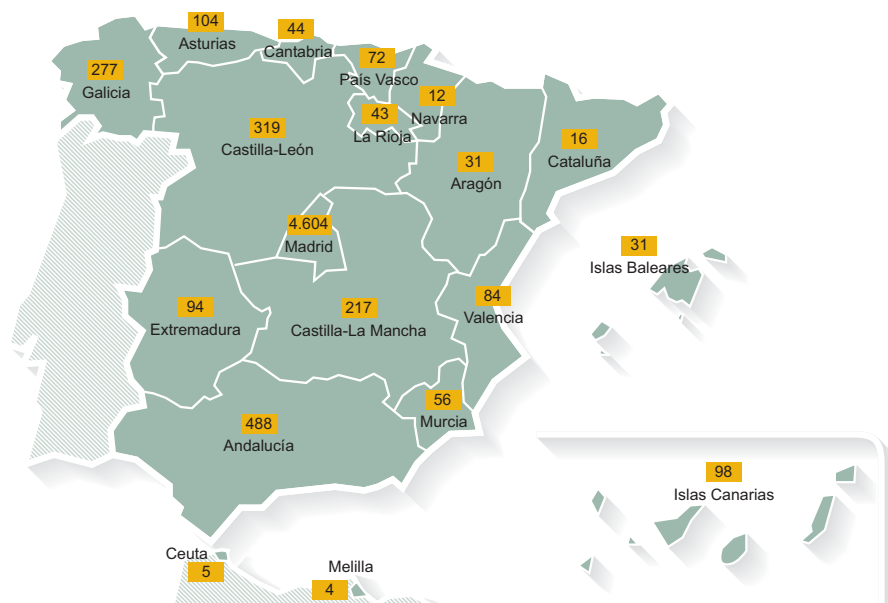 104
Asturias
44
Cantabria
72
País Vasco
277
Galicia
12
Navarra
43
La Rioja
319
Castilla-León
16
Cataluña
31
Aragón
4.604
Madrid
31
Islas Baleares
94
Extremadura
217
Castilla-La Mancha
84
Valencia
56
Murcia
488
Andalucía
98
Islas Canarias
Ceuta
5
Melilla
4